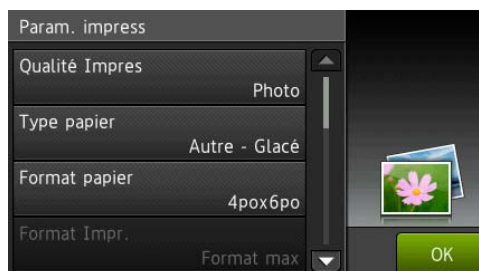 Param. impress
Qualité Impres
Photo
Type papier
Autre - Glacé
Format papier
4pox6po
Format Impr.
Format max
OK